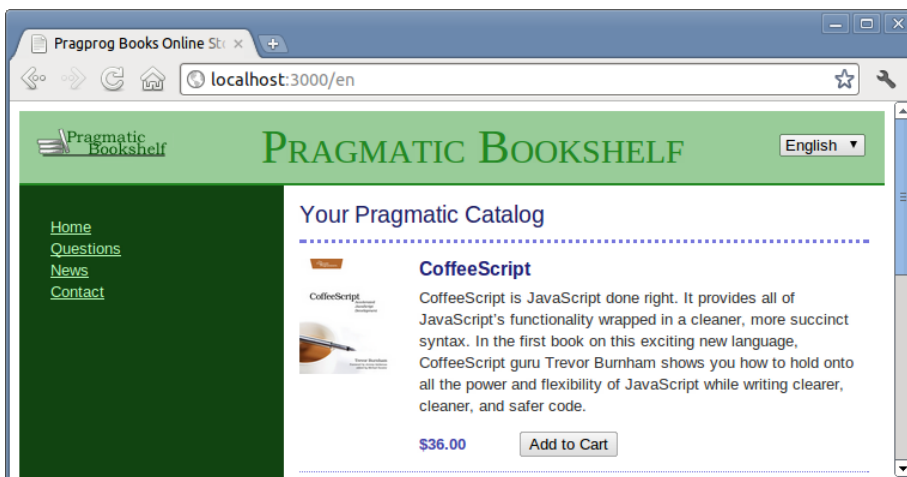 Pragprog Books Online St
localhost:3000/en
Pragmatic
Bookshelf
PRAGMATIC BOOKSHELF
English
Home
Questions
News
Contact
Your Pragmatic Catalog
CoffeeScript
CoffeeScript is JavaScript done right. It provides all of
JavaScript's functionality wrapped in a cleaner, more succinct
syntax. In the first book on this exciting new language,
CoffeeScript guru Trevor Burnham shows you how to hold onto
all the power and flexibility of JavaScript while writing clearer,
cleaner, and safer code.
$36.00
Add to Cart
CoffeeScript
Trevor Burnham